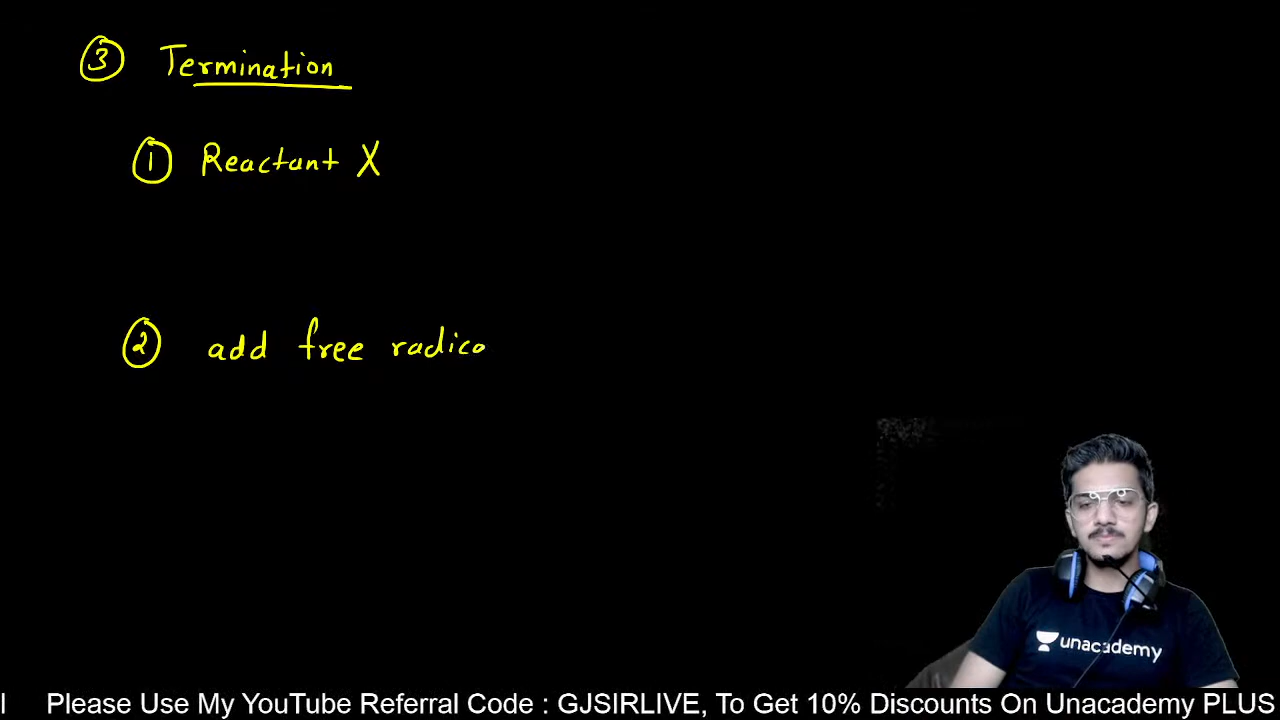 ③ Termination
① Reactant X
② add free radica
unacademy
l Please Use My YouTube Referral Code : GJSIRLIVE, To Get 10% Discounts On Unacademy PLUS